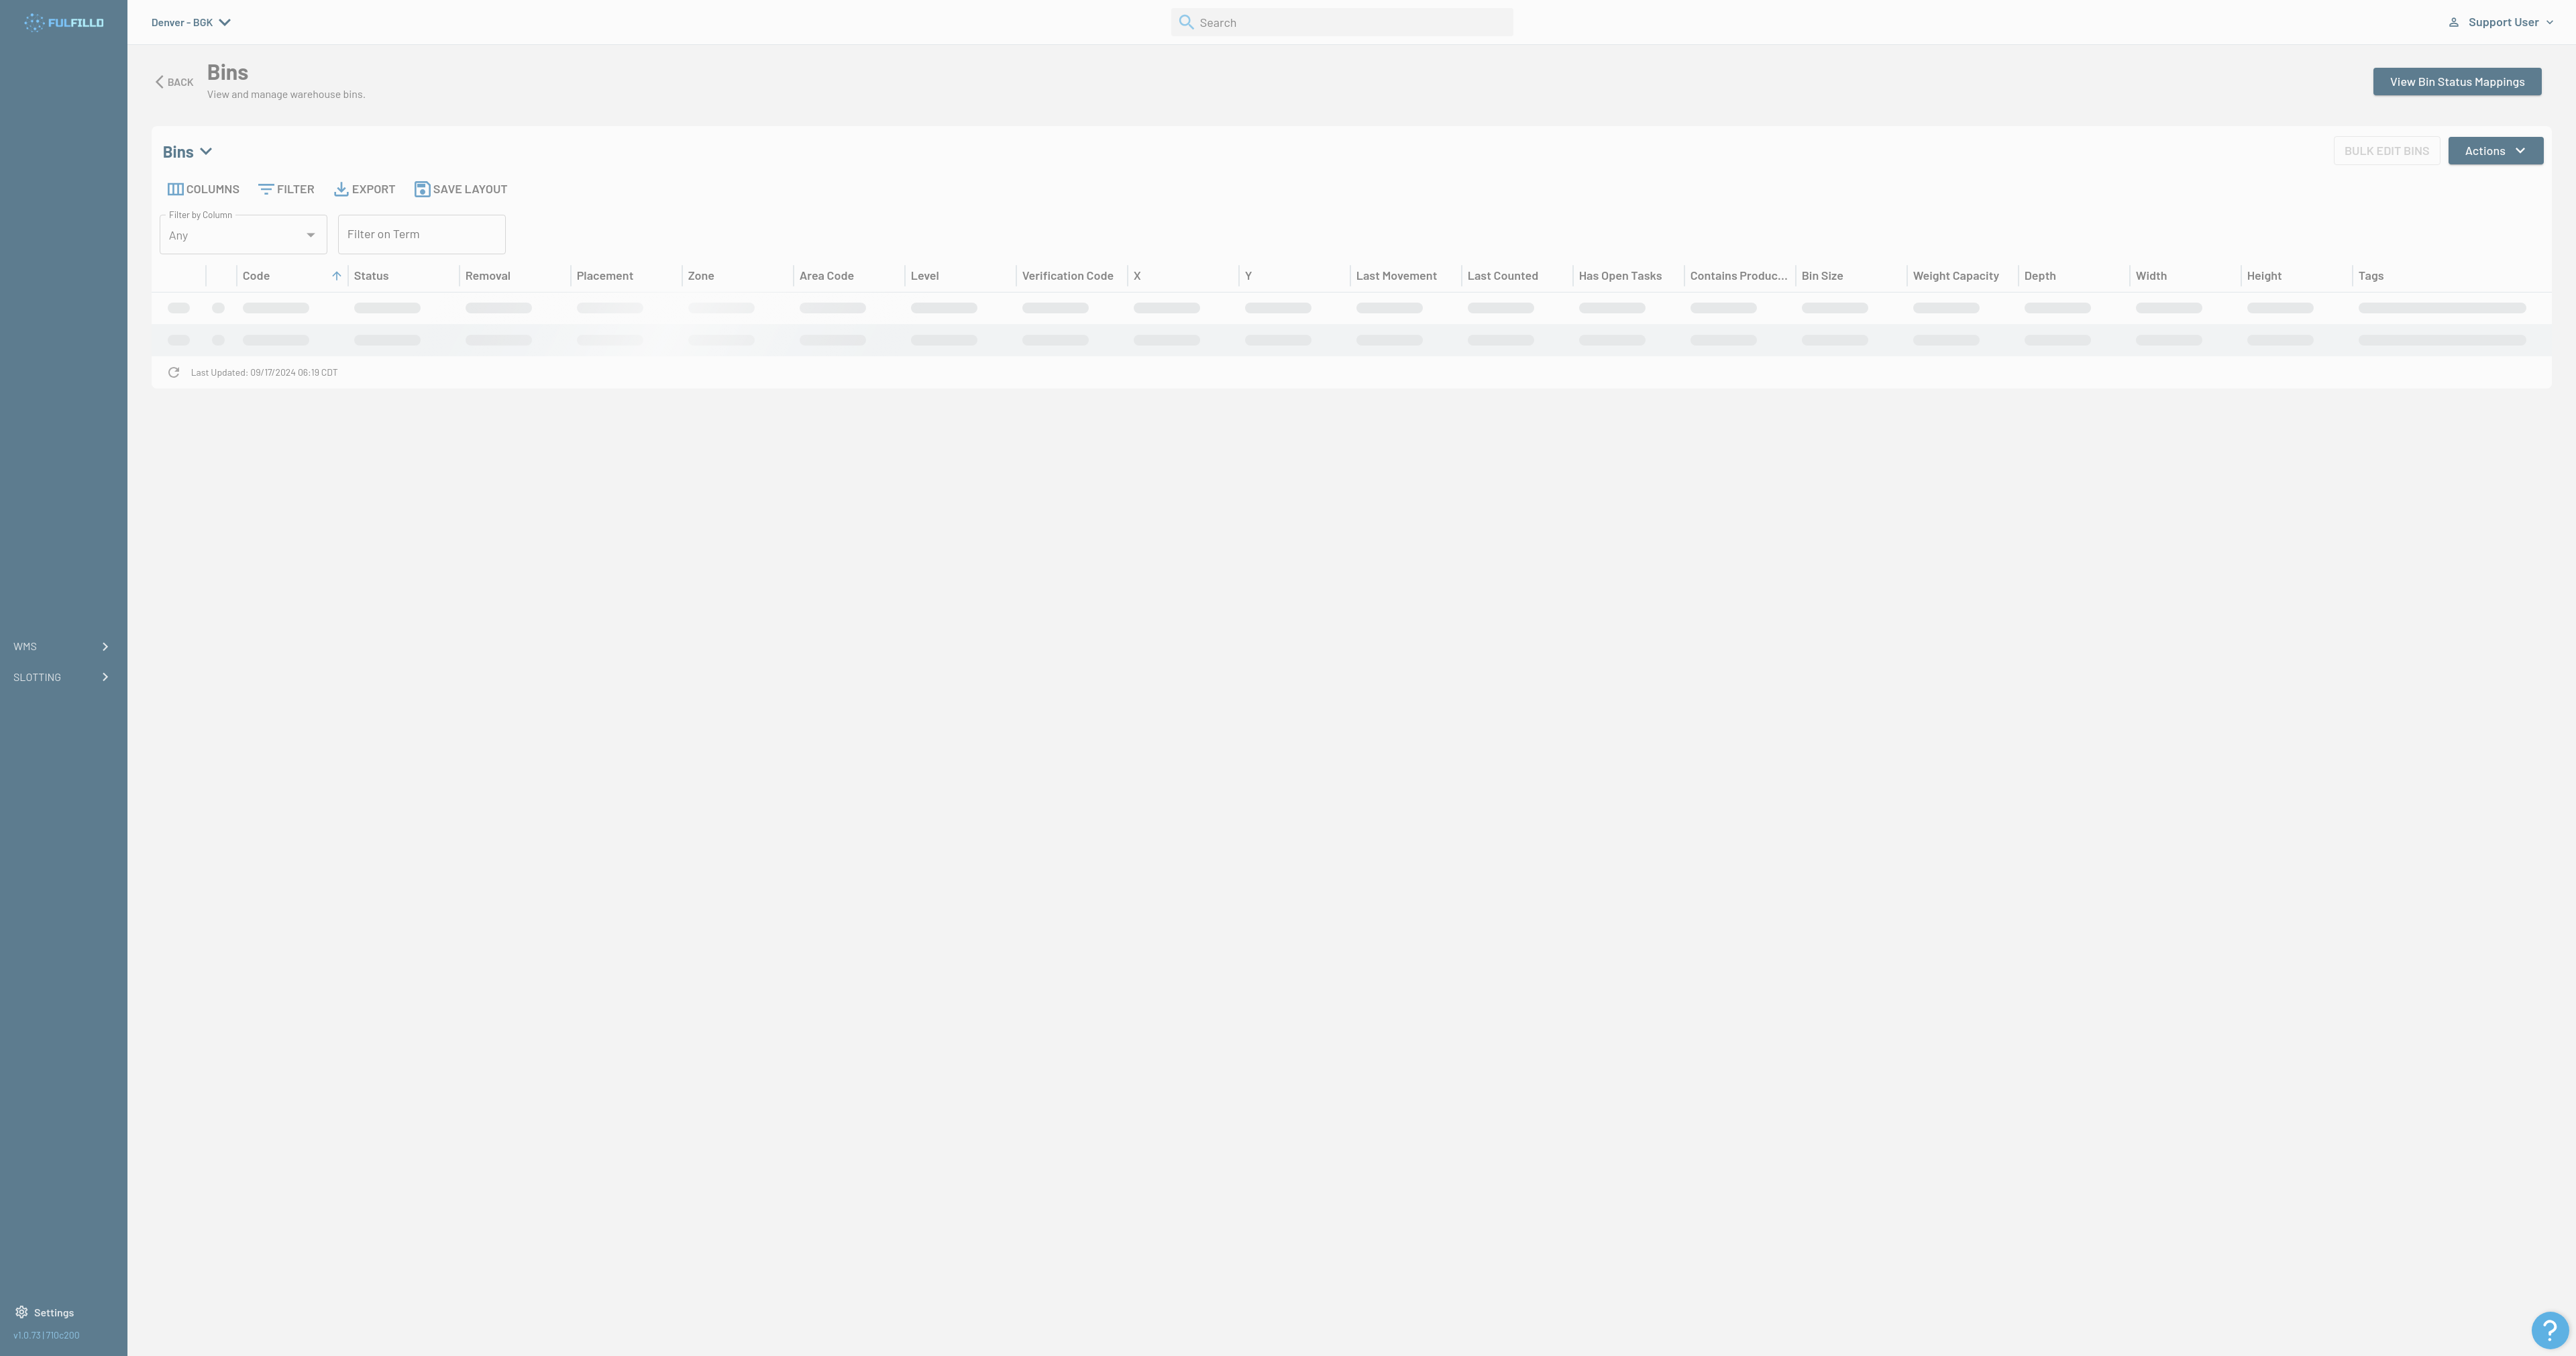 FULFILLD
Denver - BGK
Search
Support User
BACK
Bins
View and manage warehouse bins.
View Bin Status Mappings
Bins
BULK EDIT BINS
Actions
COLUMNS FILTER EXPORT SAVE LAYOUT
Filter by Column
Any
Filter on Term
Code Status Removal Placement Zone Area Code Level Verification Code X Y Last Movement Last Counted Has Open Tasks Contains Produc... Bin Size Weight Capacity Depth Width Height Tags
Last Updated: 09/17/2024 06:19 CDT
WMS
SLOTTING
Settings
v1.0.73 | 710c200